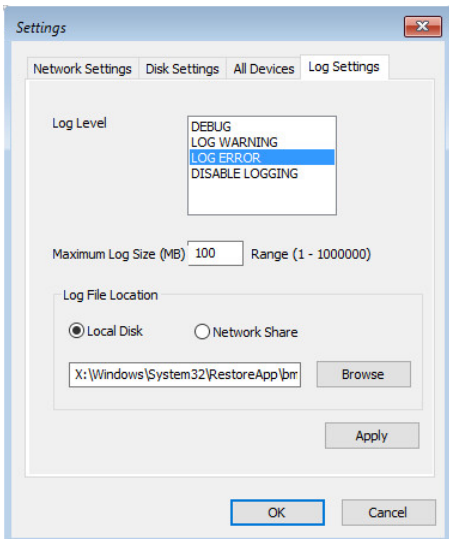 Settings
Network Settings Disk Settings All Devices Log Settings
Log Level
DEBUG
LOG WARNING
LOG ERROR
DISABLE LOGGING
Maximum Log Size (MB) 100 Range (1 - 1000000)
Log File Location
Local Disk Network Share
X:\Windows\System32\RestoreApp\bm Browse
Apply
OK Cancel